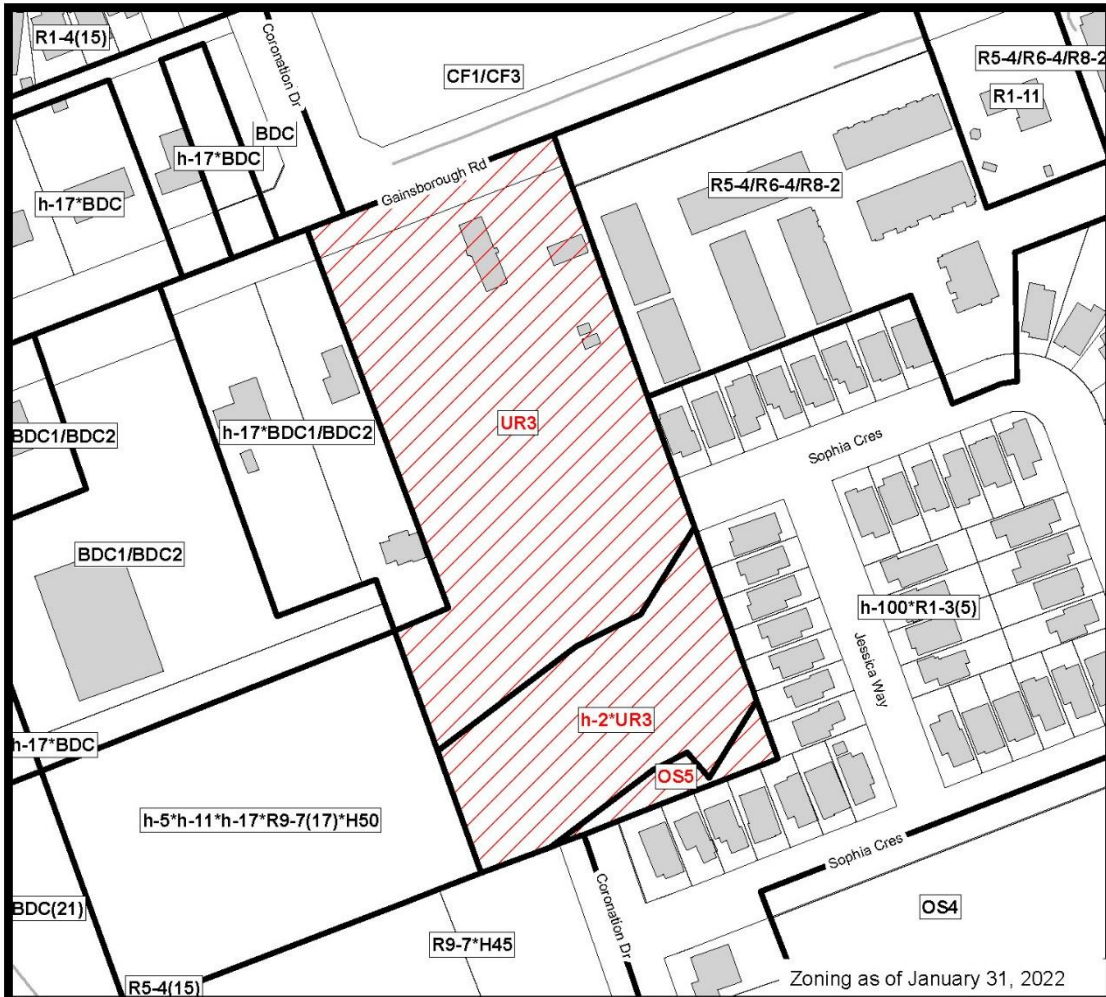 R1-4(15)
Coronation Dr
CF1/CF3
R5-4/R6-4/R8-2
R1-11
BDC
h-17*BDC
h-17*BDC
Gainsborough Rd
R5-4/R6-4/R8-2
UR3
BDC1/BDC2
h-17*BDC1/BDC2
Sophia Cres
BDC1/BDC2
h-100*R1-3(5)
Jessica Way
h-2*UR3
h-17*BDC
OS5
h-5*h-11*h-17*R9-7(17)*H50
Sophia Cres
BDC(21)
Coronation Dr
OS4
R9-7*H45
R5-4(15)
Zoning as of January 31, 2022